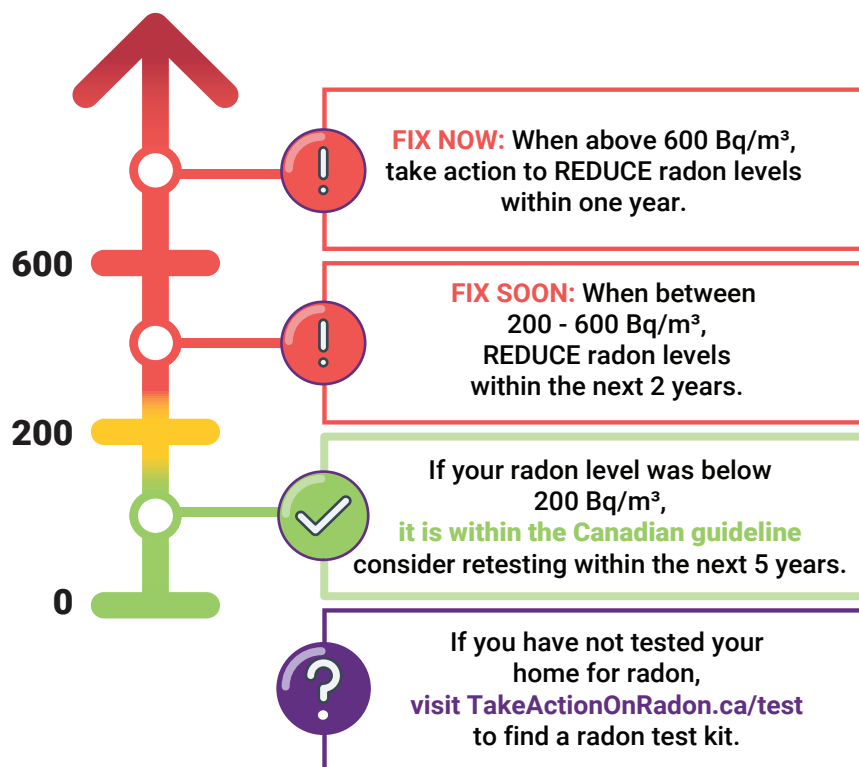 FIX NOW: When above 600 Bq/m³,
take action to REDUCE radon levels
within one year.
600
FIX SOON: When between
200 - 600 Bq/m³,
REDUCE radon levels
within the next 2 years.
200
If your radon level was below
200 Bq/m³,
it is within the Canadian guideline
consider retesting within the next 5 years.
0
If you have not tested your
home for radon,
visit TakeActionOnRadon.ca/test
to find a radon test kit.